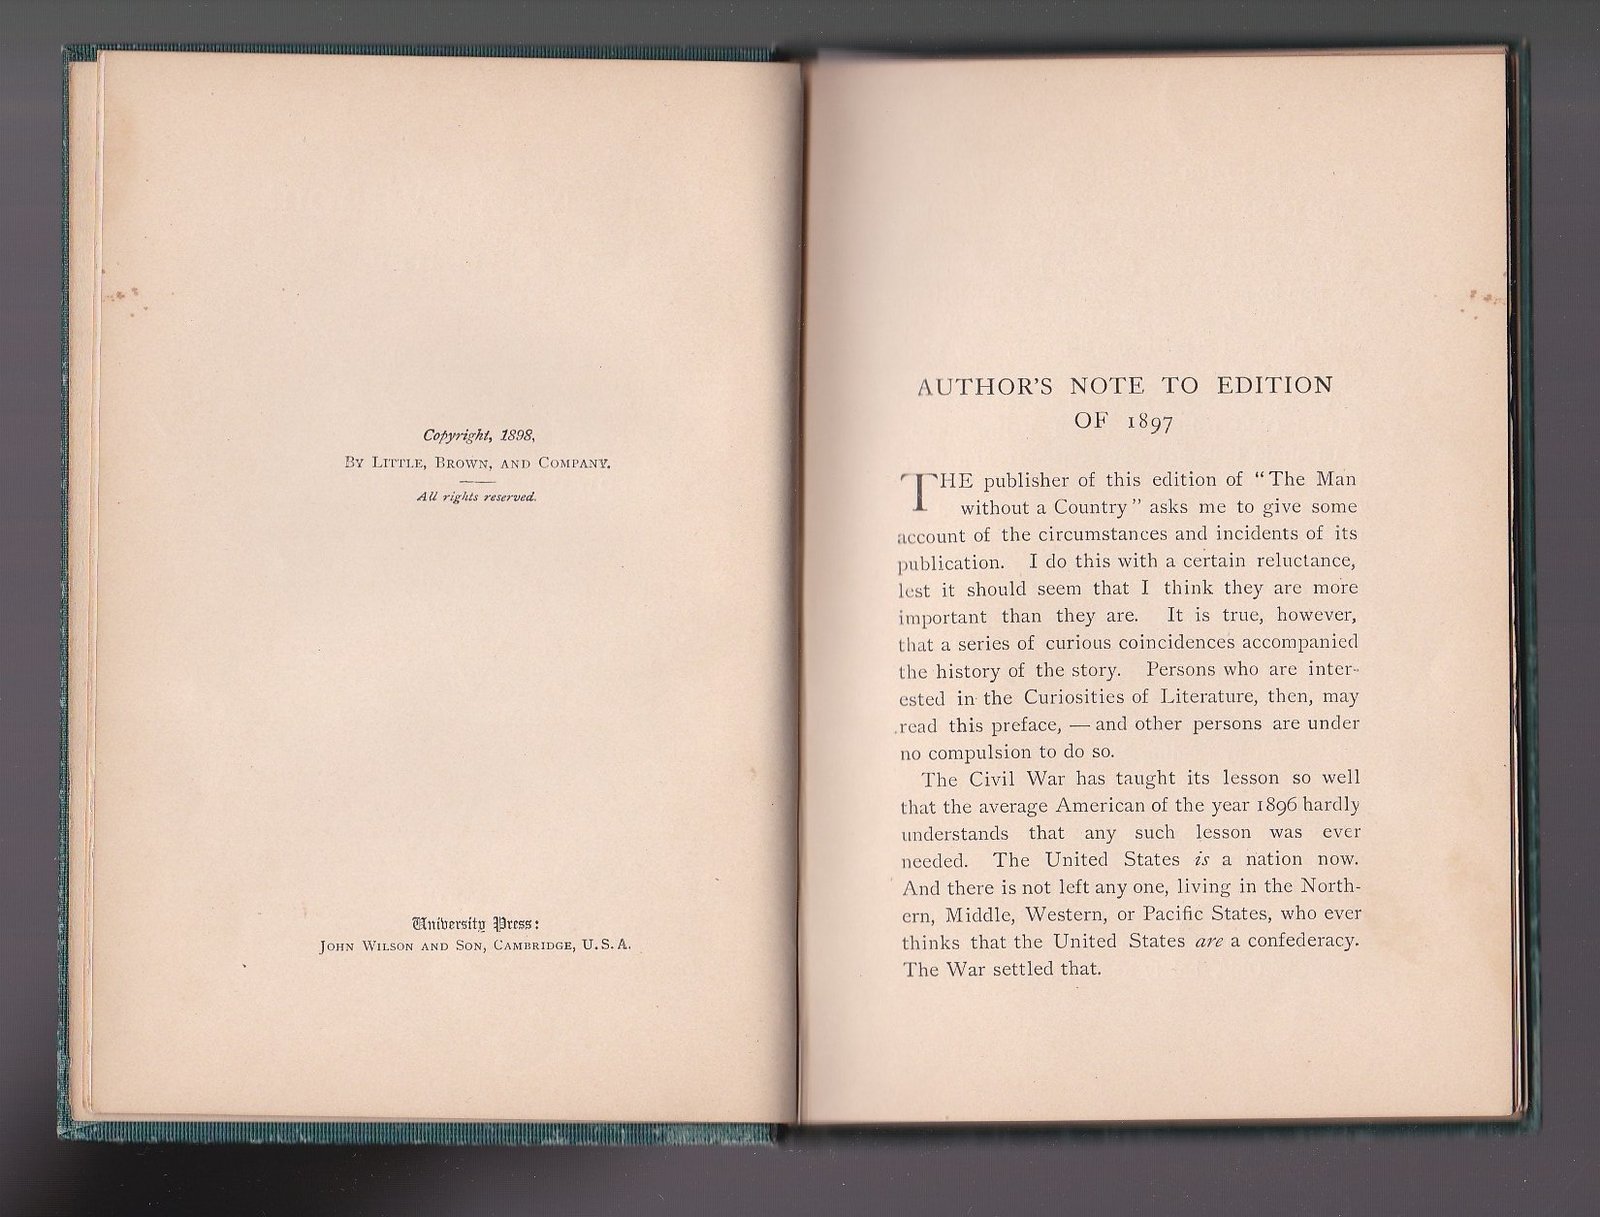 Copyright, 1898,
By Little, Brown, and Company.
All rights reserved.
University Press:
John Wilson and Son, Cambridge, U.S.A.
AUTHOR'S NOTE TO EDITION
OF 1897
THE publisher of this edition of "The Man
without a Country" asks me to give some
account of the circumstances and incidents of its
publication. I do this with a certain reluctance,
lest it should seem that I think they are more
important than they are. It is true, however,
that a series of curious coincidences accompanied
the history of the story. Persons who are inter-
ested in the Curiosities of Literature, then, may
read this preface, — and other persons are under
no compulsion to do so.
The Civil War has taught its lesson so well
that the average American of the year 1896 hardly
understands that any such lesson was ever
needed. The United States is a nation now.
And there is not left any one, living in the North-
ern, Middle, Western, or Pacific States, who ever
thinks that the United States are a confederacy.
The War settled that.